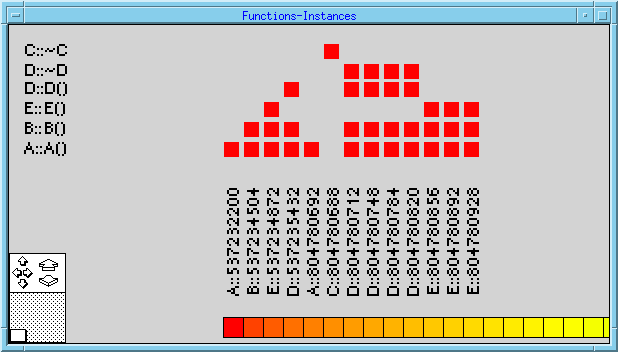 Functions-Instances
C::~C
D::~D
D::D()
E::E()
B::B()
A::A()
A::537232200
B::537234504
E::537234872
D::537235432
A::804780692
C::804780688
D::804780712
D::804780748
D::804780784
D::804780820
E::804780856
E::804780892
E::804780928